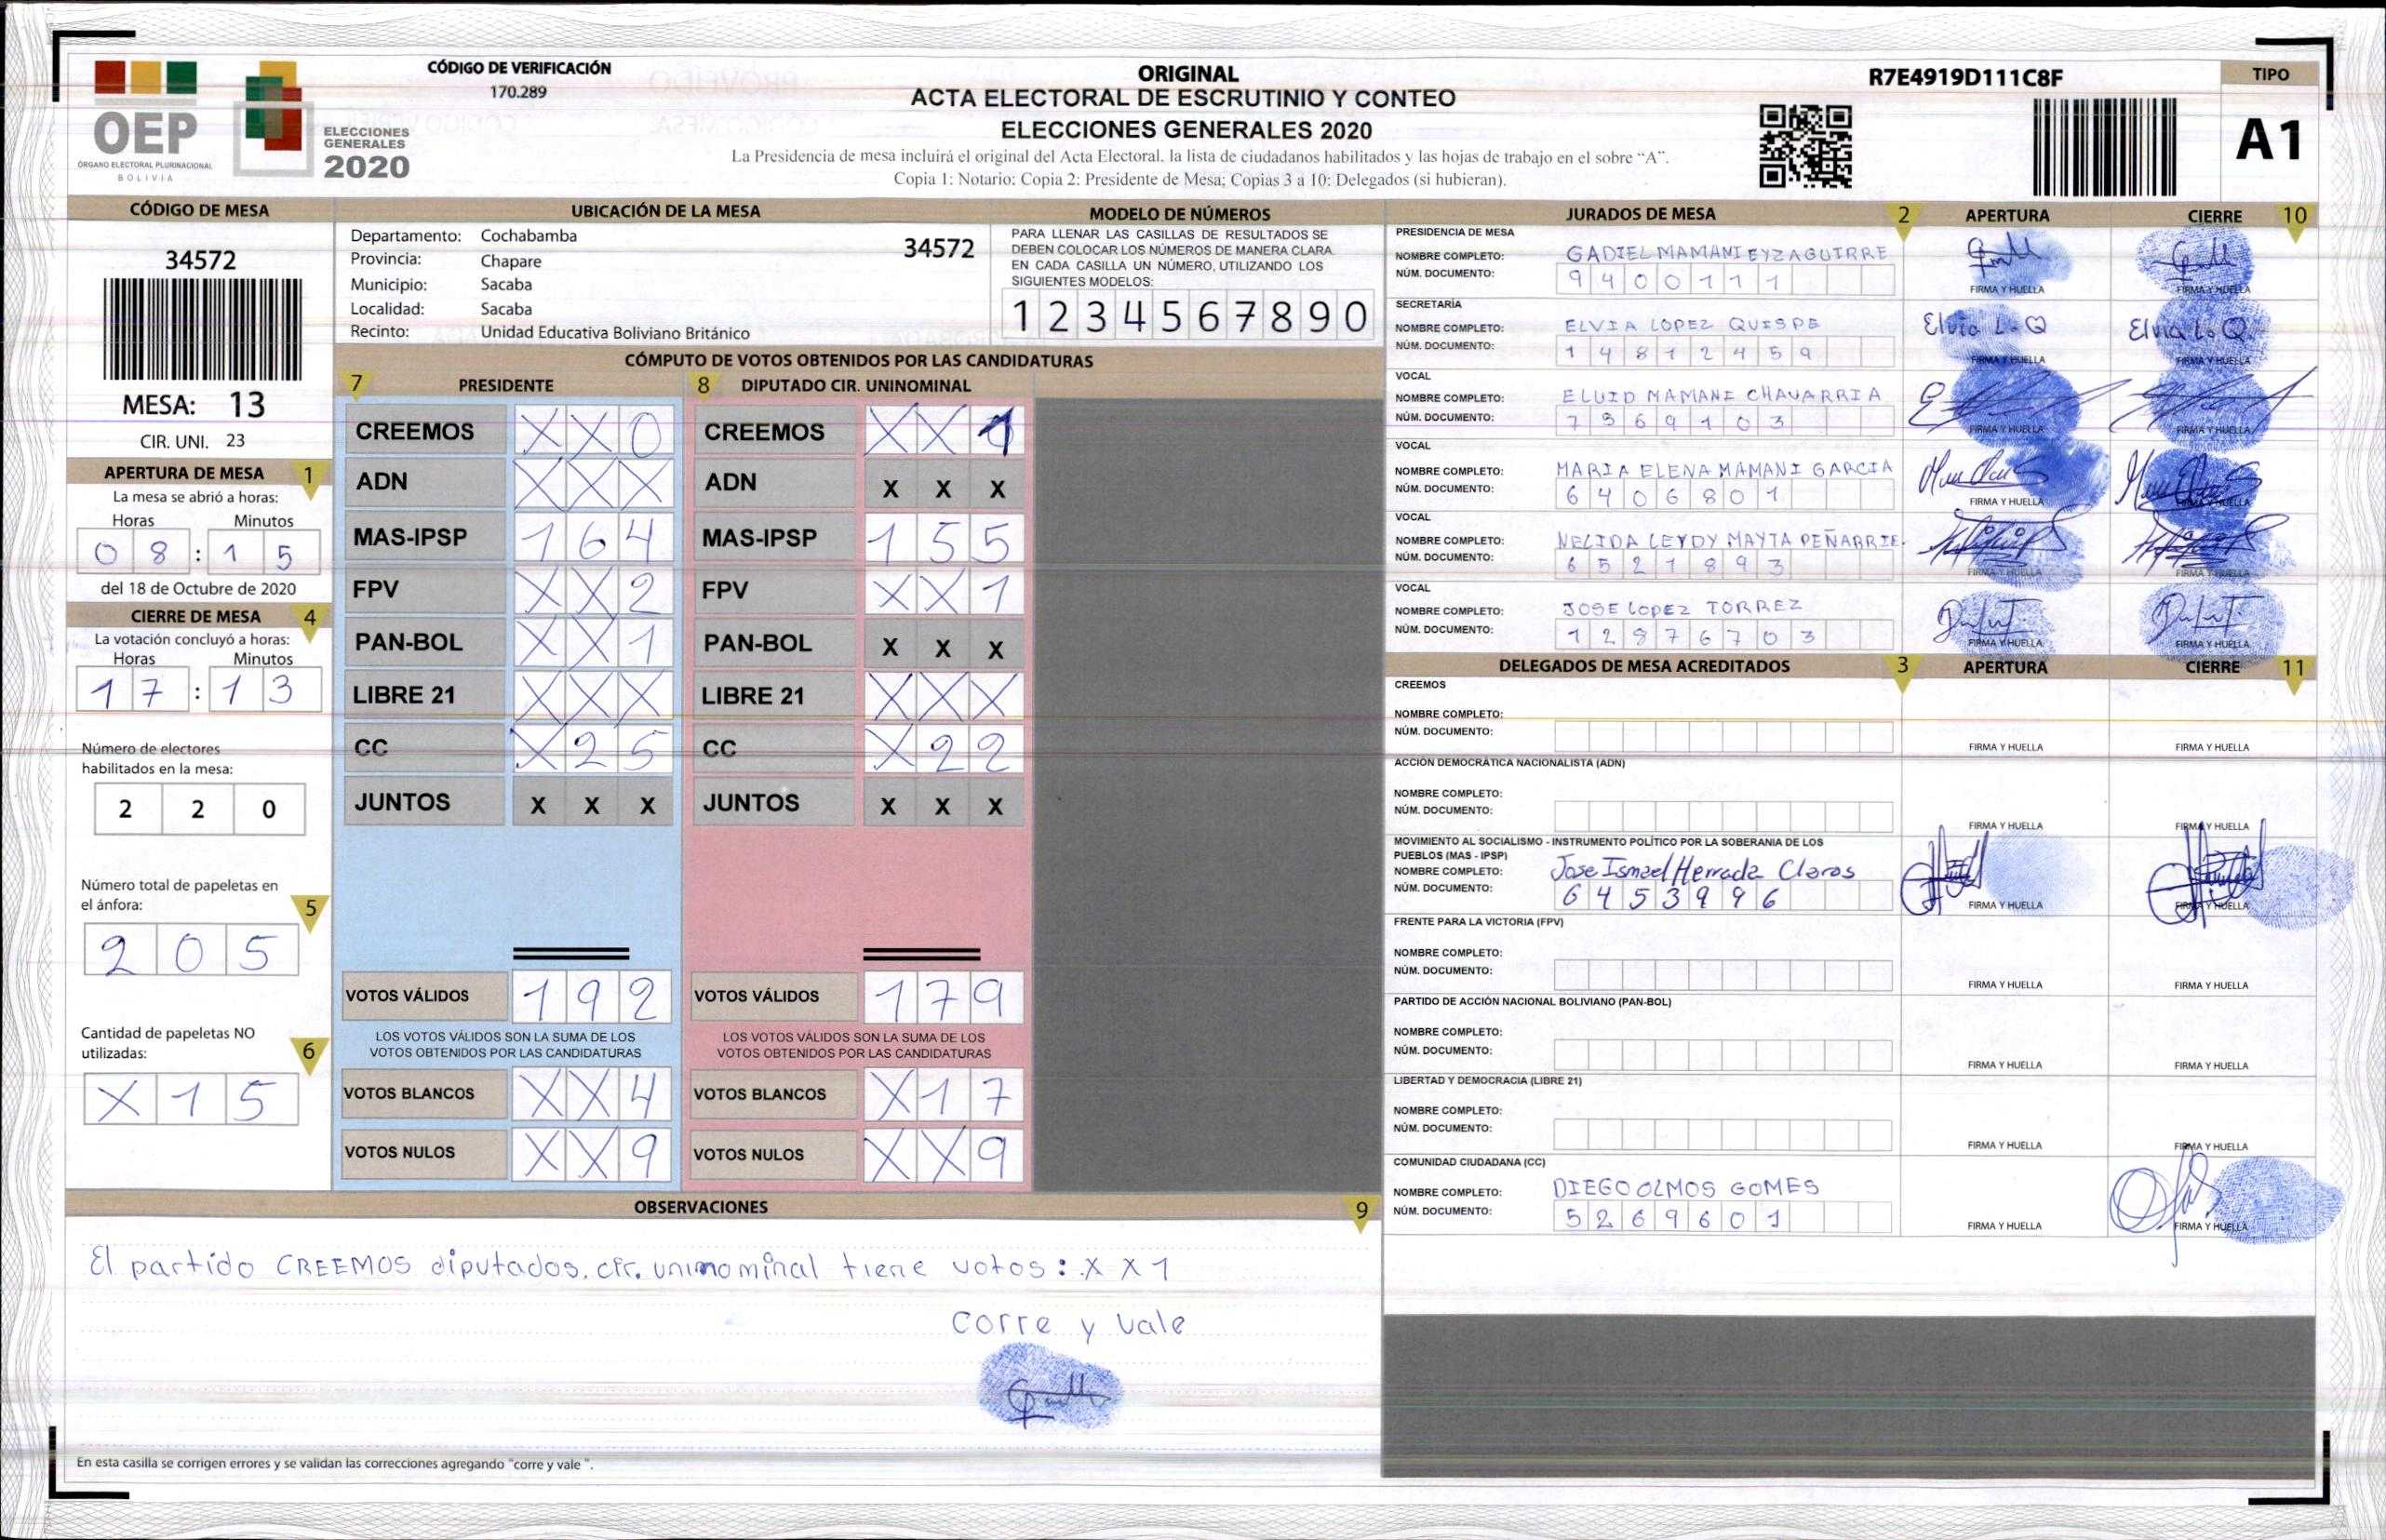 OEP
ÓRGANO ELECTORAL PLURINACIONAL
BOLIVIA
ELECCIONES
GENERALES
2020
CÓDIGO DE VERIFICACIÓN
170.289
ORIGINAL
ACTA ELECTORAL DE ESCRUTINIO Y CONTEO
ELECCIONES GENERALES 2020
La Presidencia de mesa incluirá el original del Acta Electoral, la lista de ciudadanos habilitados y las hojas de trabajo en el sobre “A”.
Copia 1: Notario; Copia 2: Presidente de Mesa; Copias 3 a 10: Delegados (si hubieran).
R7E4919D111C8F
TIPO
A1
CÓDIGO DE MESA
34572
MESA: 13
CIR. UNI. 23
APERTURA DE MESA 1
La mesa se abrió a horas:
Horas Minutos
0 8 : 1 5
del 18 de Octubre de 2020
CIERRE DE MESA 4
La votación concluyó a horas:
Horas Minutos
1 7 : 1 3
Número de electores
habilitados en la mesa:
2 2 0
Número total de papeletas en
el ánfora: 5
2 0 5
Cantidad de papeletas NO
utilizadas: 6
X 1 5
UBICACIÓN DE LA MESA
Departamento: Cochabamba
34572
Provincia: Chapare
Municipio: Sacaba
Localidad: Sacaba
Recinto: Unidad Educativa Boliviano Británico
MODELO DE NÚMEROS
PARA LLENAR LAS CASILLAS DE RESULTADOS SE
DEBEN COLOCAR LOS NÚMEROS DE MANERA CLARA.
EN CADA CASILLA UN NÚMERO, UTILIZANDO LOS
SIGUIENTES MODELOS:
1 2 3 4 5 6 7 8 9 0
CÓMPUTO DE VOTOS OBTENIDOS POR LAS CANDIDATURAS
7 PRESIDENTE 8 DIPUTADO CIR. UNINOMINAL
CREEMOS X X 0 CREEMOS X X 1
ADN X X X ADN X X X
MAS-IPSP 1 6 4 MAS-IPSP 1 5 5
FPV X X 2 FPV X X 1
PAN-BOL X X 1 PAN-BOL X X X
LIBRE 21 X X X LIBRE 21 X X X
CC X 2 5 CC X 2 2
JUNTOS X X X JUNTOS X X X
VOTOS VÁLIDOS 1 9 2 VOTOS VÁLIDOS 1 7 9
LOS VOTOS VÁLIDOS SON LA SUMA DE LOS LOS VOTOS VÁLIDOS SON LA SUMA DE LOS
VOTOS OBTENIDOS POR LAS CANDIDATURAS VOTOS OBTENIDOS POR LAS CANDIDATURAS
VOTOS BLANCOS X X 4 VOTOS BLANCOS X 1 7
VOTOS NULOS X X 9 VOTOS NULOS X X 9
OBSERVACIONES 9
El partido CREEMOS diputados. cir. uninominal tiene votos: X X 1
corre y vale
En esta casilla se corrigen errores y se validan las correcciones agregando "corre y vale ".
JURADOS DE MESA 2 APERTURA CIERRE 10
PRESIDENCIA DE MESA
NOMBRE COMPLETO: GADIEL MAMANI EYZAGUIRRE
NÚM. DOCUMENTO: 9 4 0 0 1 1 1
FIRMA Y HUELLA FIRMA Y HUELLA
SECRETARÍA
NOMBRE COMPLETO: ELVIA LOPEZ QUISPE
Elvia L. Q Elvia L. Q.
NÚM. DOCUMENTO: 1 4 8 1 2 4 5 9
FIRMA Y HUELLA FIRMA Y HUELLA
VOCAL
NOMBRE COMPLETO: ELUID MAMANI CHAVARRIA
NÚM. DOCUMENTO: 7 3 6 9 1 0 3
FIRMA Y HUELLA FIRMA Y HUELLA
VOCAL
NOMBRE COMPLETO: MARIA ELENA MAMANI GARCIA
NÚM. DOCUMENTO: 6 4 0 6 8 0 1
FIRMA Y HUELLA FIRMA Y HUELLA
VOCAL
NOMBRE COMPLETO: NELIDA LEYDY MAYTA PEÑARRIE.
NÚM. DOCUMENTO: 6 5 2 1 8 9 3
FIRMA Y HUELLA FIRMA Y HUELLA
VOCAL
NOMBRE COMPLETO: JOSE LOPEZ TORREZ
NÚM. DOCUMENTO: 1 2 8 7 6 7 0 3
FIRMA Y HUELLA FIRMA Y HUELLA
DELEGADOS DE MESA ACREDITADOS 3 APERTURA CIERRE 11
CREEMOS
NOMBRE COMPLETO:
NÚM. DOCUMENTO:
FIRMA Y HUELLA FIRMA Y HUELLA
ACCIÓN DEMOCRÁTICA NACIONALISTA (ADN)
NOMBRE COMPLETO:
NÚM. DOCUMENTO:
FIRMA Y HUELLA FIRMA Y HUELLA
MOVIMIENTO AL SOCIALISMO - INSTRUMENTO POLÍTICO POR LA SOBERANIA DE LOS
PUEBLOS (MAS - IPSP)
NOMBRE COMPLETO: Jose Ismael Herrada Claros
NÚM. DOCUMENTO: 6 4 5 3 9 9 6
FIRMA Y HUELLA FIRMA Y HUELLA
FRENTE PARA LA VICTORIA (FPV)
NOMBRE COMPLETO:
NÚM. DOCUMENTO:
FIRMA Y HUELLA FIRMA Y HUELLA
PARTIDO DE ACCIÓN NACIONAL BOLIVIANO (PAN-BOL)
NOMBRE COMPLETO:
NÚM. DOCUMENTO:
FIRMA Y HUELLA FIRMA Y HUELLA
LIBERTAD Y DEMOCRACIA (LIBRE 21)
NOMBRE COMPLETO:
NÚM. DOCUMENTO:
FIRMA Y HUELLA FIRMA Y HUELLA
COMUNIDAD CIUDADANA (CC)
NOMBRE COMPLETO: DIEGO OLMOS GOMES
NÚM. DOCUMENTO: 5 2 6 9 6 0 1
FIRMA Y HUELLA FIRMA Y HUELLA